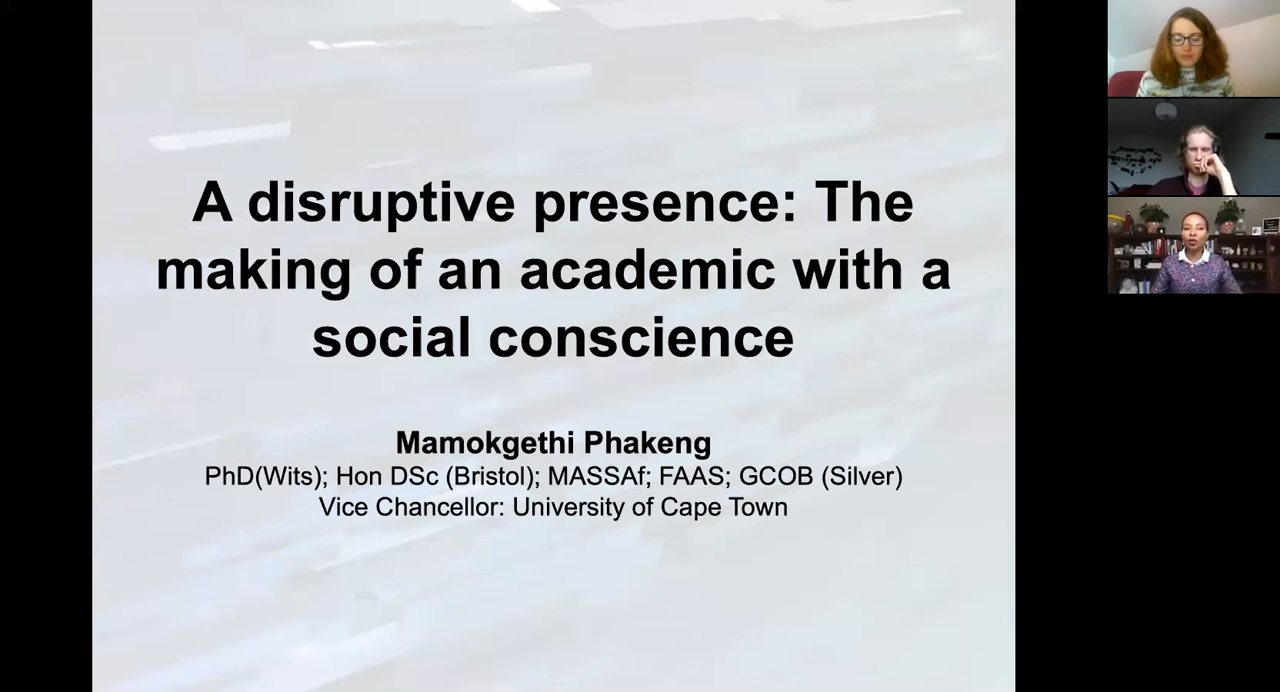 A disruptive presence: The
making of an academic with a
social conscience
Mamokgethi Phakeng
PhD(Wits); Hon DSc (Bristol); MASSAf; FAAS; GCOB (Silver)
Vice Chancellor: University of Cape Town